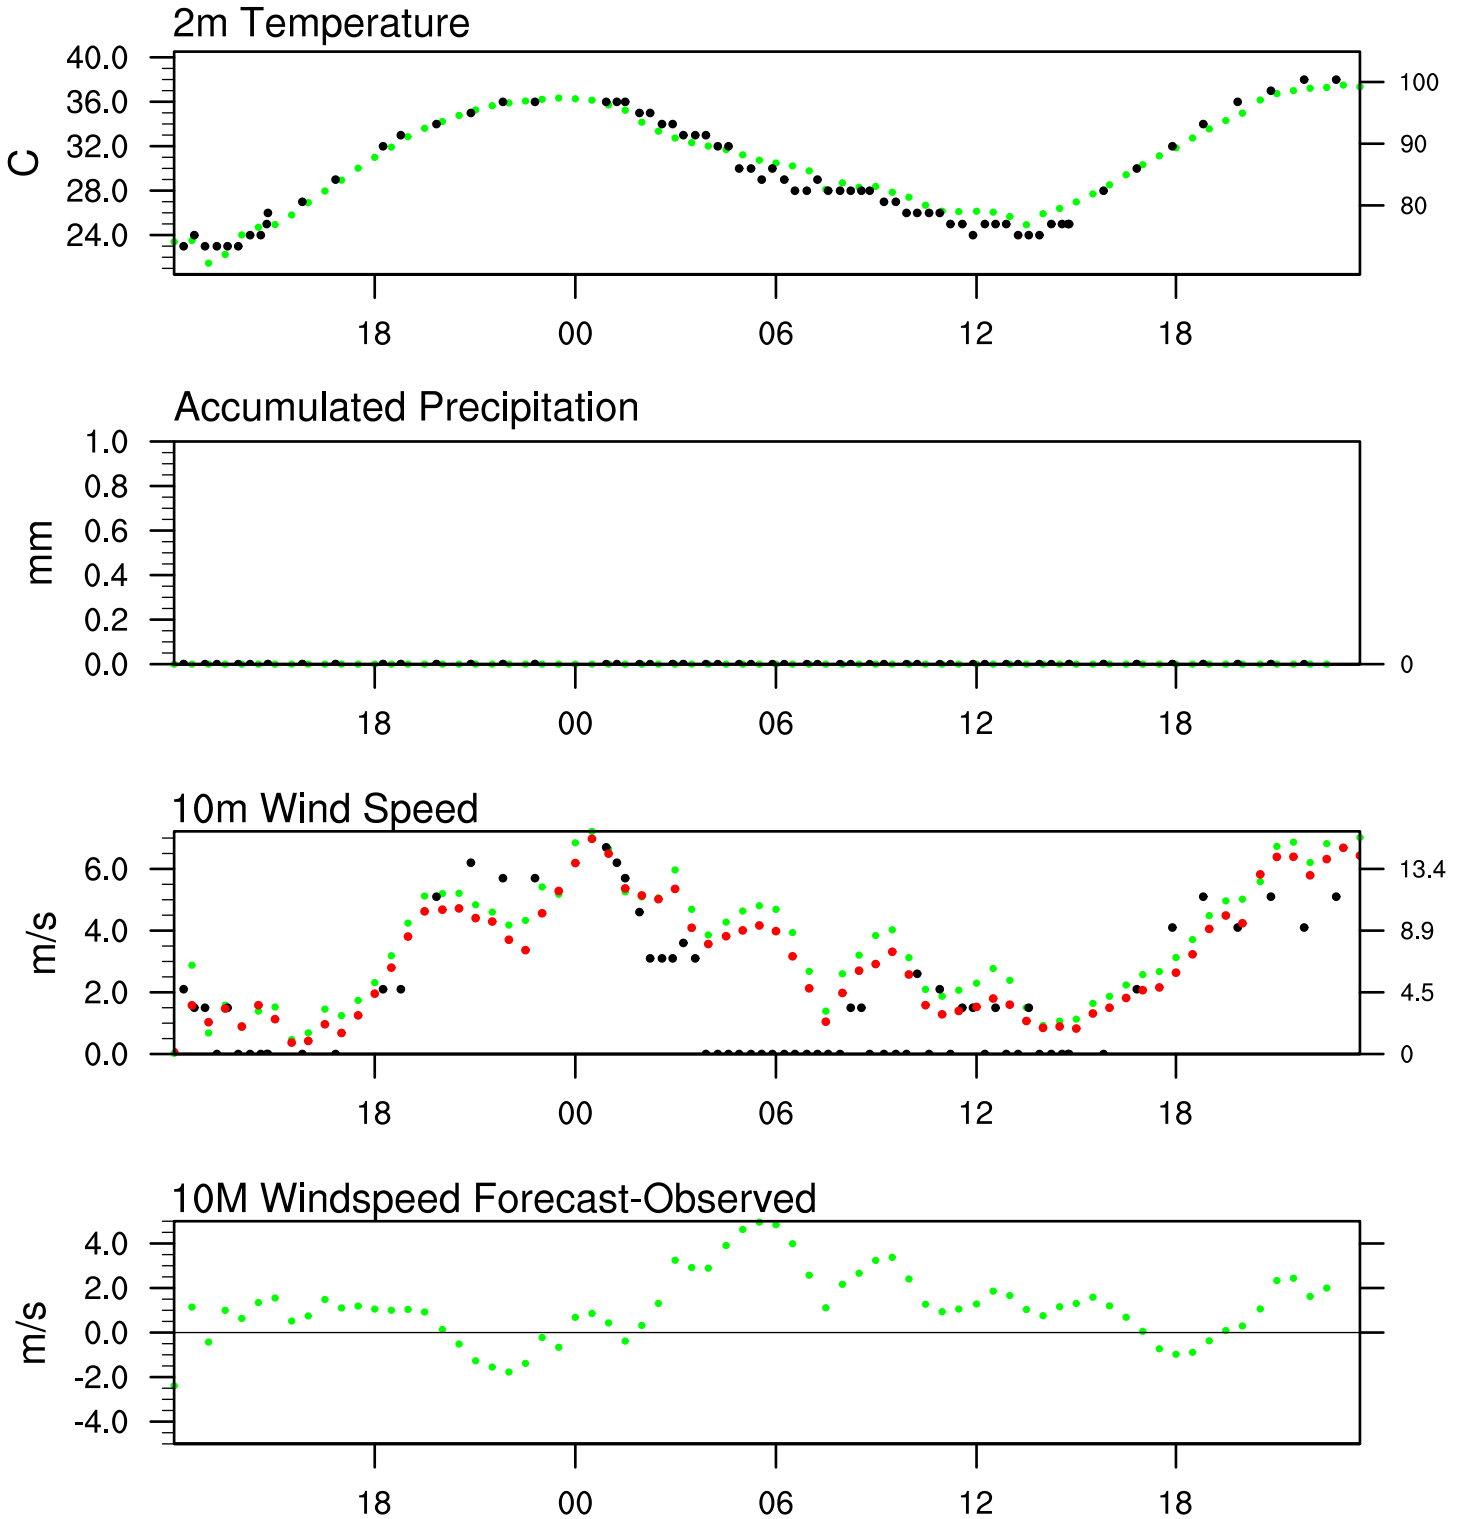 2m Temperature
40.0
36.0
32.0
28.0
24.0
C
100
90
80
18 00 06 12 18
Accumulated Precipitation
1.0
0.8
0.6
0.4
0.2
0.0
mm
0
18 00 06 12 18
10m Wind Speed
6.0
4.0
2.0
0.0
m/s
13.4
8.9
4.5
0
18 00 06 12 18
10M Windspeed Forecast-Observed
4.0
2.0
0.0
-2.0
-4.0
m/s
18 00 06 12 18